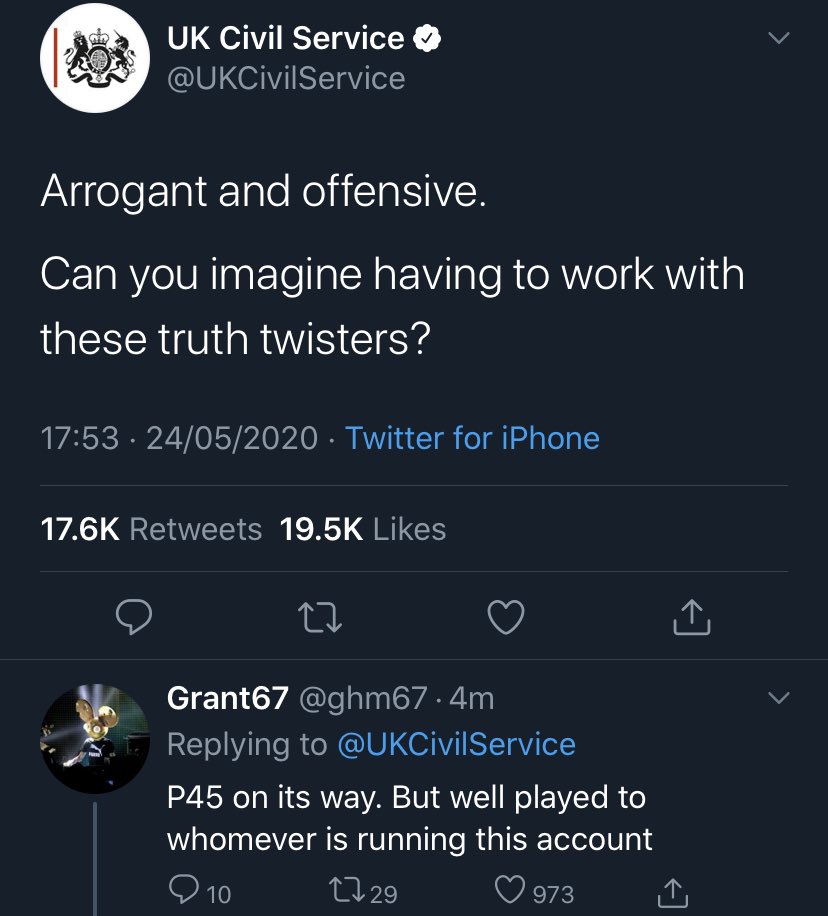 UK Civil Service
@UKCivilService
Arrogant and offensive.
Can you imagine having to work with
these truth twisters?
17:53 · 24/05/2020 · Twitter for iPhone
17.6K Retweets 19.5K Likes
Grant67 @ghm67 · 4m
Replying to @UKCivilService
P45 on its way. But well played to
whomever is running this account
10 29 973